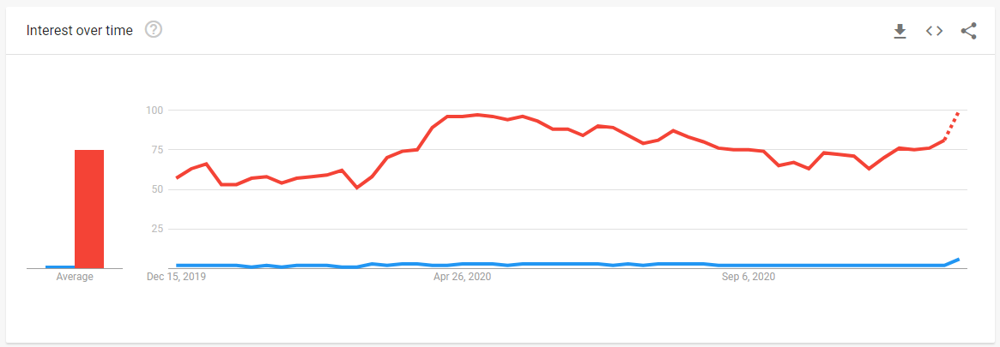 Interest over time
?
100
75
50
25
Average
Dec 15, 2019
Apr 26, 2020
Sep 6, 2020